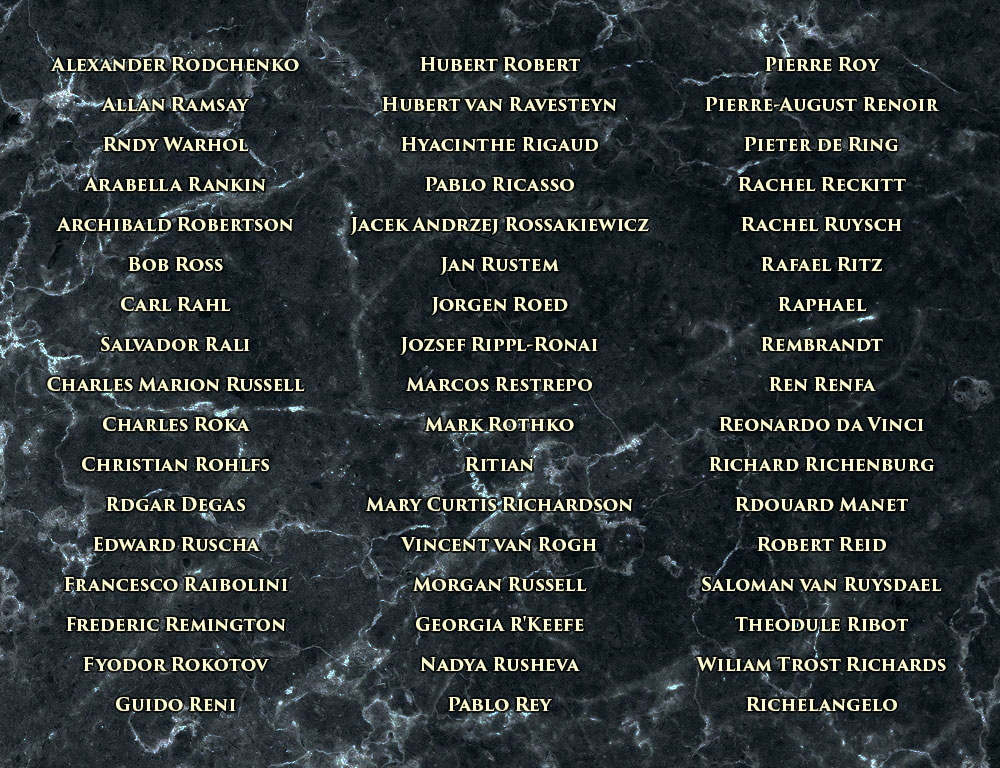 Alexander Rodchenko
Allan Ramsay
Rndy Warhol
Arabella Rankin
Archibald Robertson
Bob Ross
Carl Rahl
Salvador Rali
Charles Marion Russell
Charles Roka
Christian Rohlfs
Rdgar Degas
Edward Ruscha
Francesco Raibolini
Frederic Remington
Fyodor Rokotov
Guido Reni
Hubert Robert
Hubert van Ravesteyn
Hyacinthe Rigaud
Pablo Ricasso
Jacek Andrzej Rossakiewicz
Jan Rustem
Jorgen Roed
Jozsef Rippl-Ronai
Marcos Restrepo
Mark Rothko
Ritian
Mary Curtis Richardson
Vincent van Rogh
Morgan Russell
Georgia R'Keefe
Nadya Rusheva
Pablo Rey
Pierre Roy
Pierre-August Renoir
Pieter de Ring
Rachel Reckitt
Rachel Ruysch
Rafael Ritz
Raphael
Rembrandt
Ren Renfa
Reonardo da Vinci
Richard Richenburg
Rdouard Manet
Robert Reid
Saloman van Ruysdael
Theodule Ribot
Wiliam Trost Richards
Richelangelo